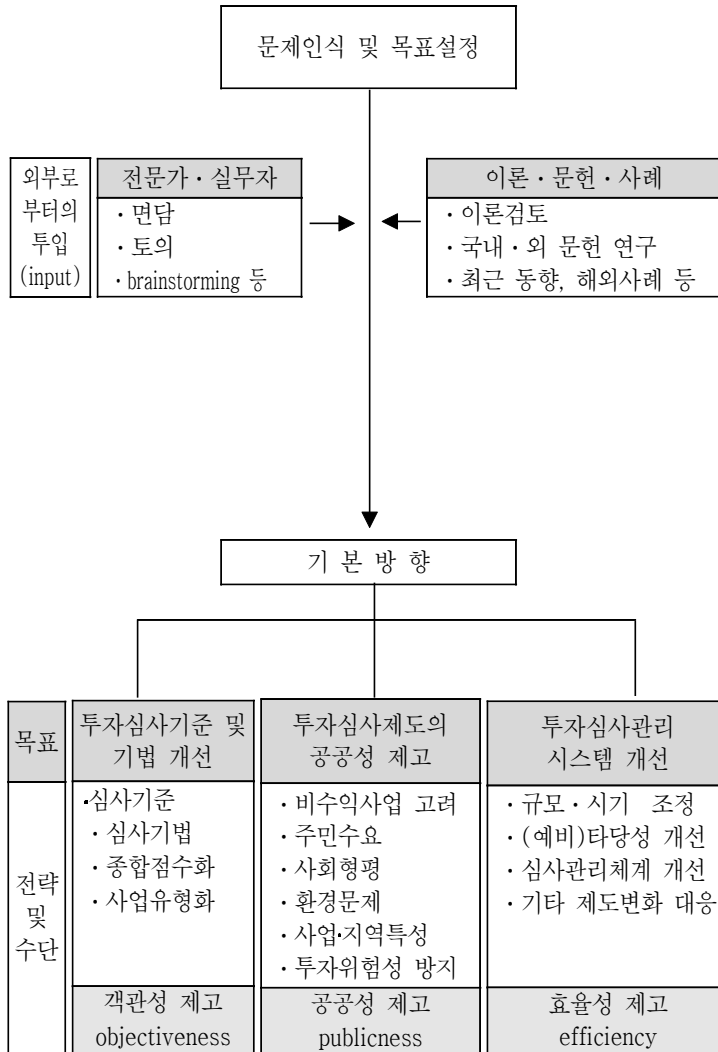 문제인식 및 목표설정
외부로
부터의
투입
(input)
전문가・실무자
・면담
・토의
・brainstorming 등
이론・문헌・사례
・이론검토
・국내・외 문헌 연구
・최근 동향, 해외사례 등
기 본 방 향
목표
투자심사기준 및
기법 개선
투자심사제도의
공공성 제고
투자심사관리
시스템 개선
전략
및
수단
・심사기준
・심사기법
・종합점수화
・사업유형화
・비수익사업 고려
・주민수요
・사회형평
・환경문제
・사업・지역특성
・투자위험성 방지
・규모・시기 조정
・(예비)타당성 개선
・심사관리체계 개선
・기타 제도변화 대응
객관성 제고
objectiveness
공공성 제고
publicness
효율성 제고
efficiency